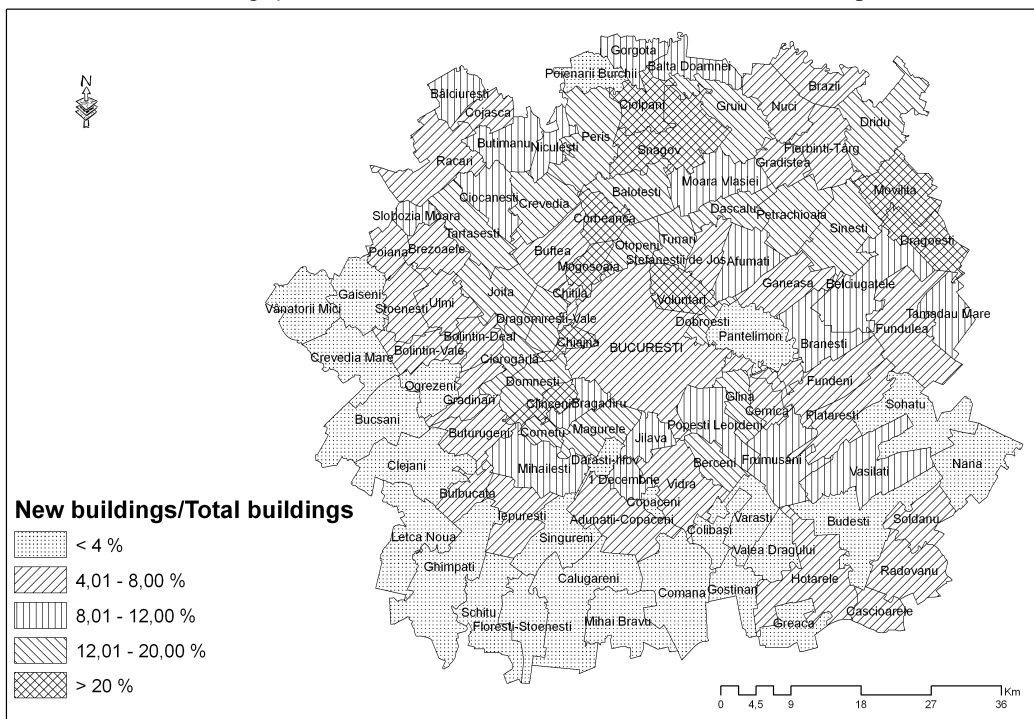 N
Gorgota
Balta Doamnei
Poienarii Burchii
Brazii
Bâlciurești
Ciolpani
Gruiu
Nuci
Cojasca
Dridu
Butimanu
Niculești
Peris
Snagov
Fierbinti-Târg
Racari
Gradistea
Moara Vlasiei
Movilita
Ciocanesti
Crevedia
Balotesti
Dascalu
Petrachioaia
Slobozia Moara
Corbeanca
Sinesti
Tartasesti
Otopeni
Tunari
Dragoesti
Poiana
Brezoaele
Buftea
Stefanestii de Jos
Afumati
Mogosoaia
Ganeasa
Belciugatele
Gaiseni
Joita
Chitila
Vanatorii Mici
Stoenesti
Ulmi
Voluntari
Tamadau Mare
Dragomiresti-Vale
Dobroesti
Fundulea
Bolintin-Deal
Chiajna
Pantelimon
Branesti
Crevedia Mare
Bolintin-Vale
Ciorogârla
BUCURESTI
Ogrezeni
Domnesti
Fundeni
Gradinari
Clinceni
Bragadiru
Glina
Cernica
Sohatu
Bucsani
Plataresti
Buturugeni
Cornetu
Magurele
Jilava
Popesti Leordeni
Clejani
Mihailesti
Darasti-Ilfov
Berceni
Frumusani
Vasilati
Nana
1 Decembrie
Vidra
Bulbucata
Copaceni
Iepuresti
Adunatii-Copaceni
Varasti
Budesti
Soldanu
Letca Noua
Singureni
Colibasi
Valea Dragului
Ghimpati
Calugareni
Hotarele
Radovanu
Comana
Gostinari
Schitu
Floresti-Stoenesti
Mihai Bravu
Greaca
Cascioarele
New buildings/Total buildings
< 4 %
4,01 - 8,00 %
8,01 - 12,00 %
12,01 - 20,00 %
> 20 %
Km
0 4,5 9 18 27 36